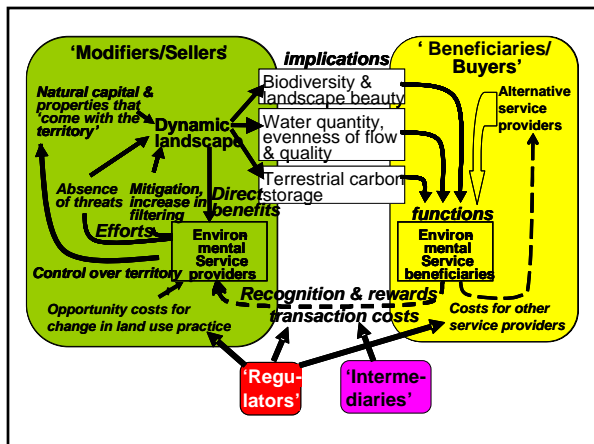 'Modifiers/Sellers'
Natural capital &
properties that
'come with the
territory'
Dynamic
landscape
Absence
of threats
Mitigation,
increase in
filtering
Direct
benefits
Efforts
Environ-
mental
Service
providers
Control over territory
Opportunity costs for
change in land use practice
implications
Biodiversity &
landscape beauty
Water quantity,
evenness of flow
& quality
Terrestrial carbon
storage
' Beneficiaries/
Buyers'
Alternative
service
providers
functions
Environ-
mental
Service
beneficiaries
Recognition & rewards
transaction costs
Costs for other
service providers
'Regu-
lators'
'Interme-
diaries'